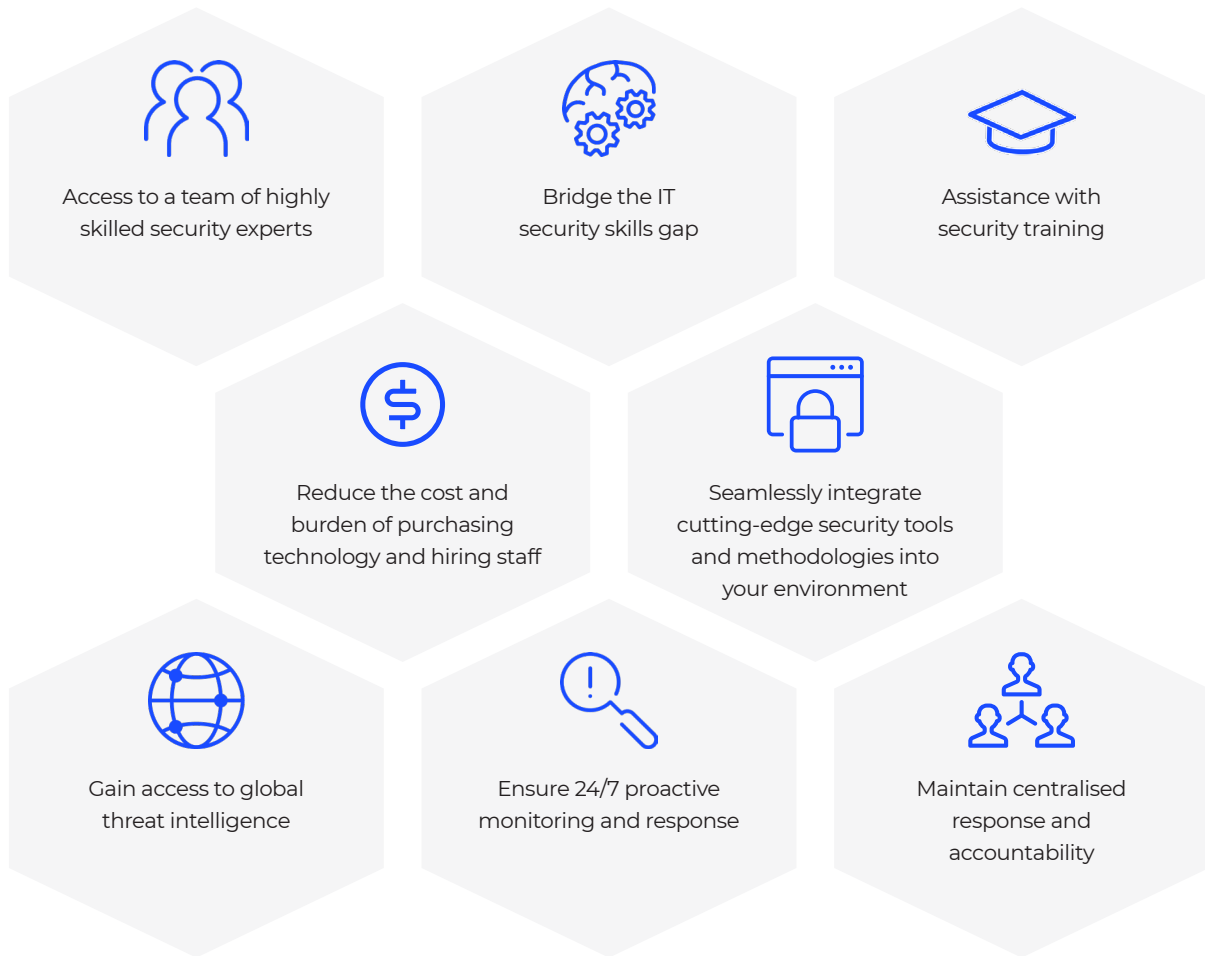 Access to a team of highly
skilled security experts
Bridge the IT
security skills gap
Assistance with
security training
Reduce the cost and
burden of purchasing
technology and hiring staff
Seamlessly integrate
cutting-edge security tools
and methodologies into
your environment
Gain access to global
threat intelligence
Ensure 24/7 proactive
monitoring and response
Maintain centralised
response and
accountability